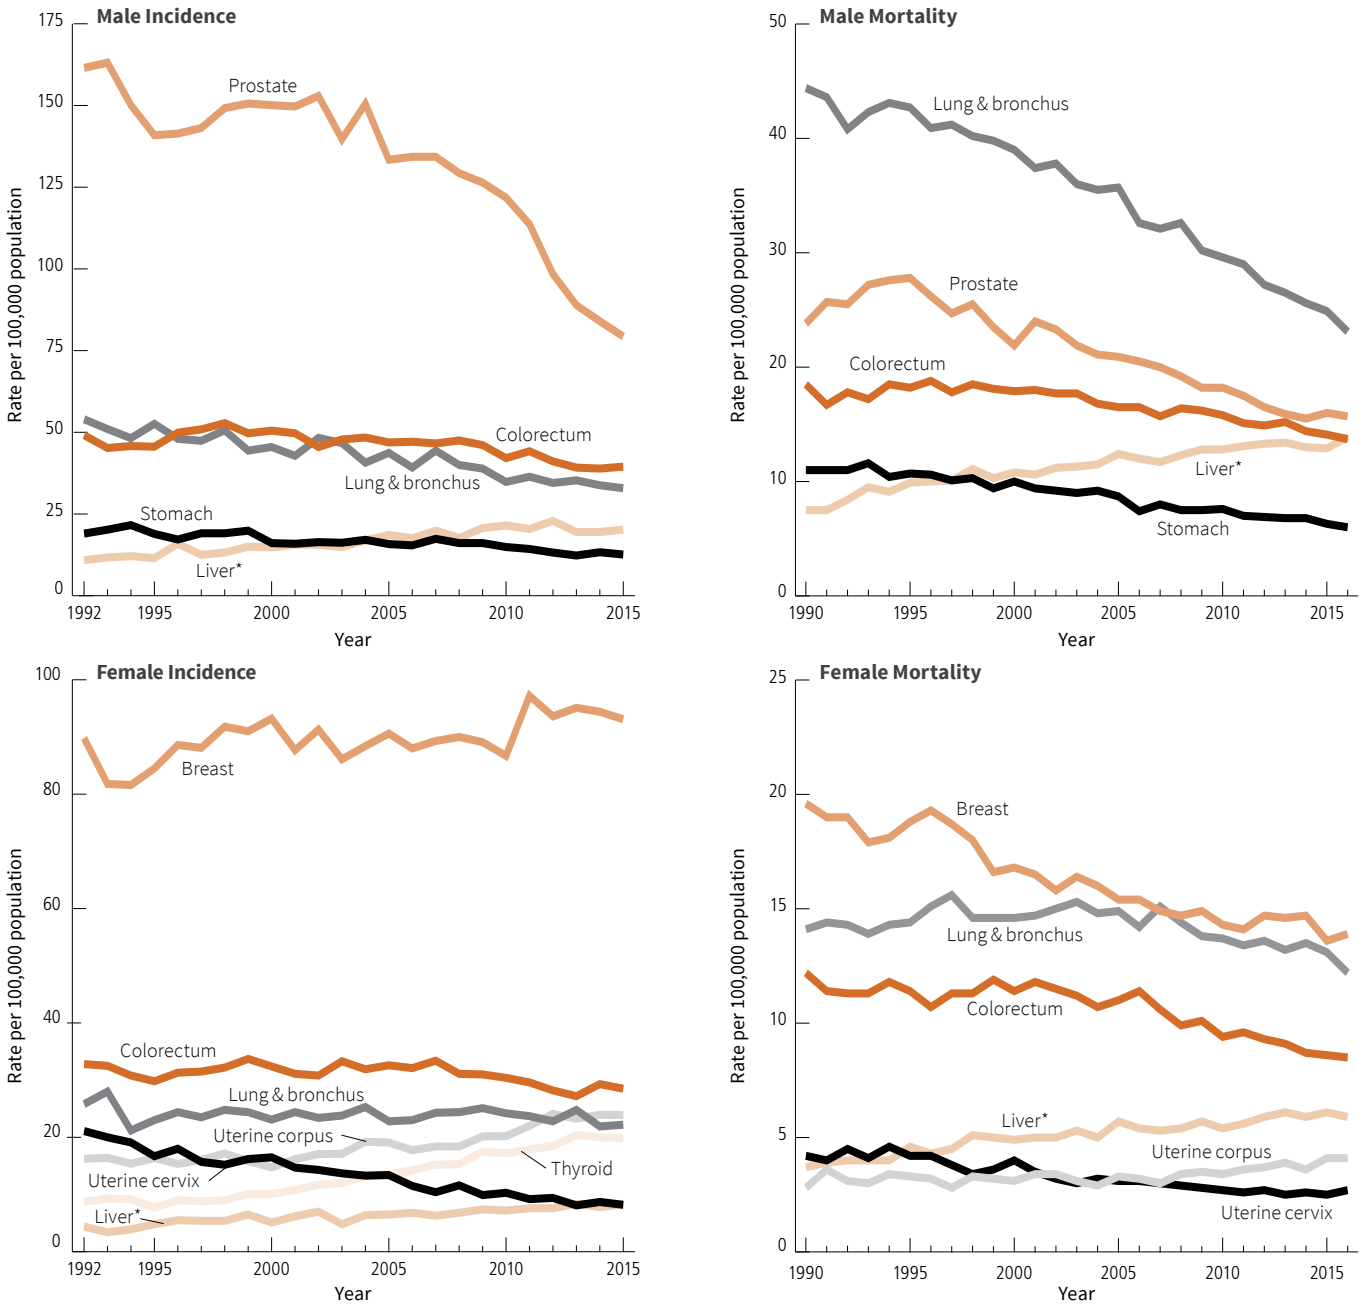 Male Incidence
175
150
125
100
75
50
25
0
Rate per 100,000 population
Prostate
Colorectum
Lung & bronchus
Stomach
Liver*
1992 1995 2000 2005 2010 2015
Year
Male Mortality
50
40
30
20
10
0
Rate per 100,000 population
Lung & bronchus
Prostate
Colorectum
Liver*
Stomach
1990 1995 2000 2005 2010 2015
Year
Female Incidence
100
80
60
40
20
0
Rate per 100,000 population
Breast
Colorectum
Lung & bronchus
Uterine corpus
Thyroid
Uterine cervix
Liver*
1992 1995 2000 2005 2010 2015
Year
Female Mortality
25
20
15
10
5
0
Rate per 100,000 population
Breast
Lung & bronchus
Colorectum
Liver*
Uterine corpus
Uterine cervix
1990 1995 2000 2005 2010 2015
Year